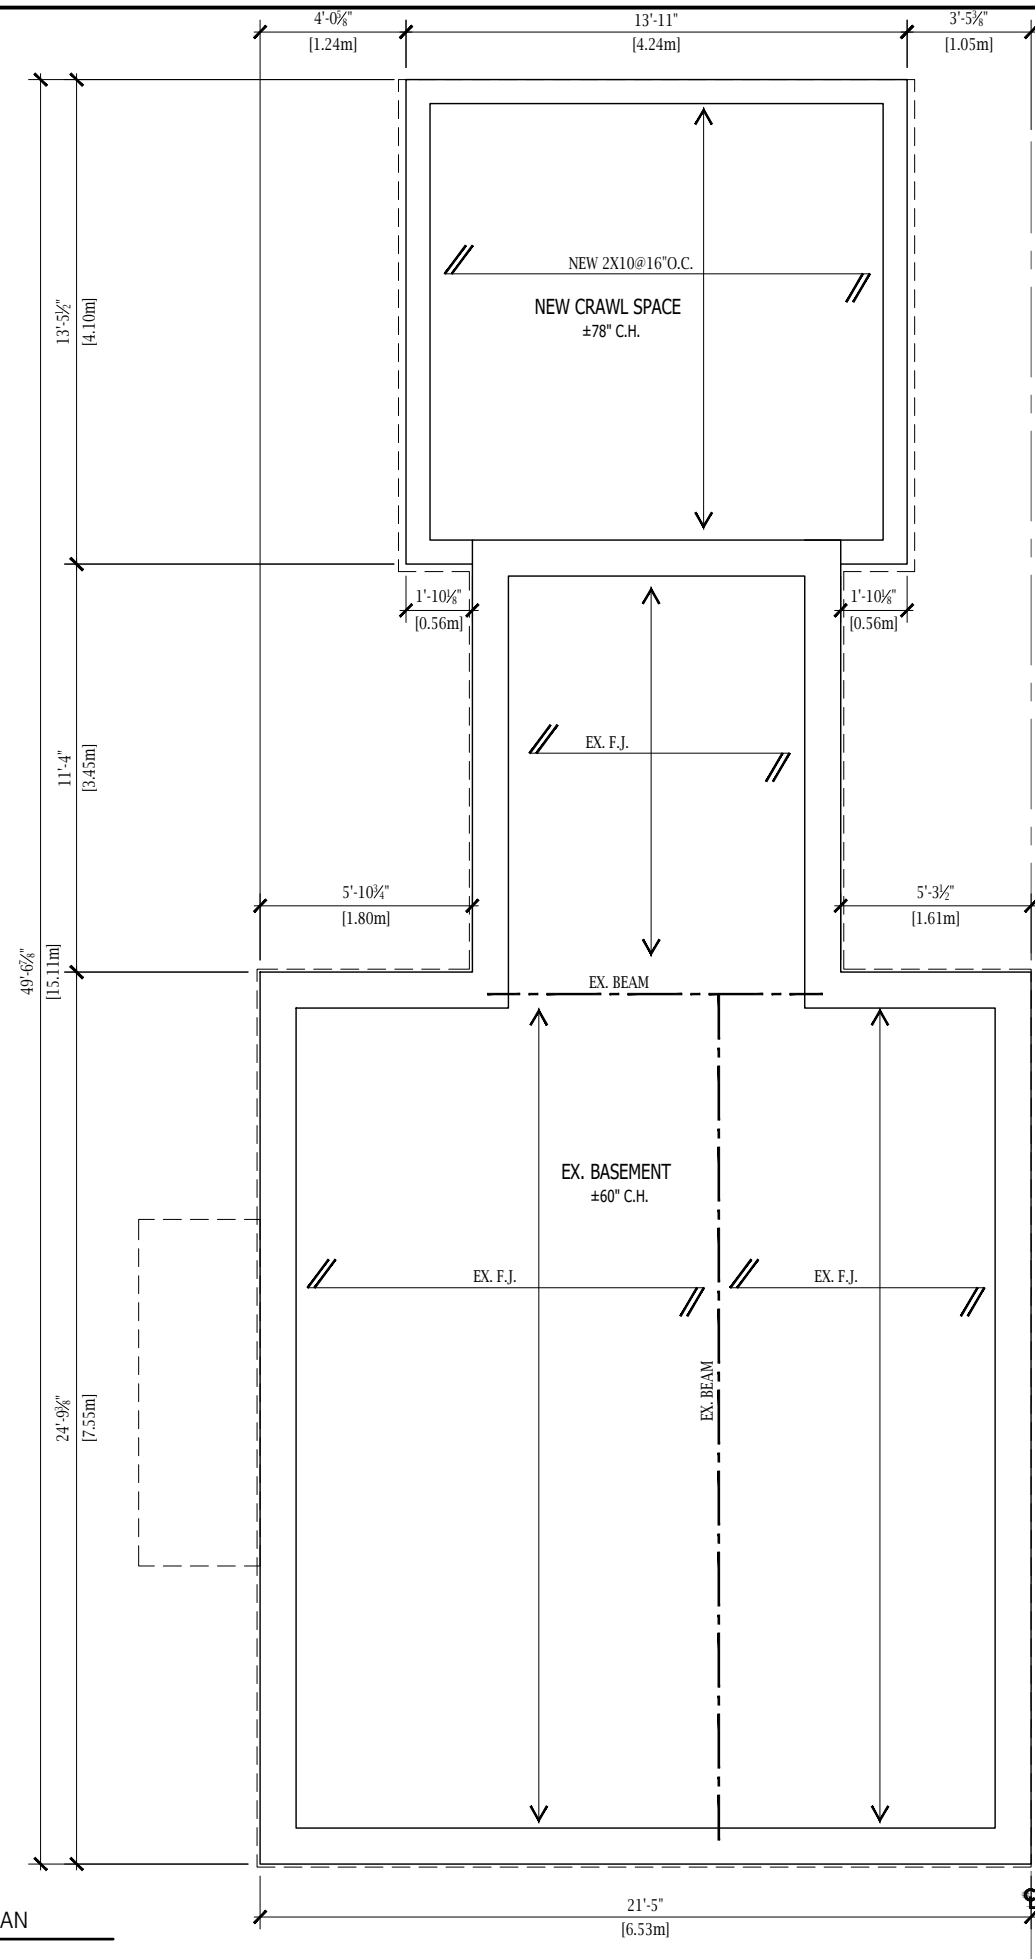 4'-0⅝"
[1.24m]
13'-11"
[4.24m]
3'-5⅜"
[1.05m]
13'-5½"
[4.10m]
NEW 2X10@16"O.C.
NEW CRAWL SPACE
±78" C.H.
1'-10⅛"
[0.56m]
1'-10⅛"
[0.56m]
EX. F.J.
11'-4"
[3.45m]
5'-10¾"
[1.80m]
5'-3½"
[1.61m]
49'-6⅞"
[15.11m]
EX. BEAM
EX. BASEMENT
±60" C.H.
EX. F.J.
EX. F.J.
EX. BEAM
24'-9⅜"
[7.55m]
21'-5"
[6.53m]
AN